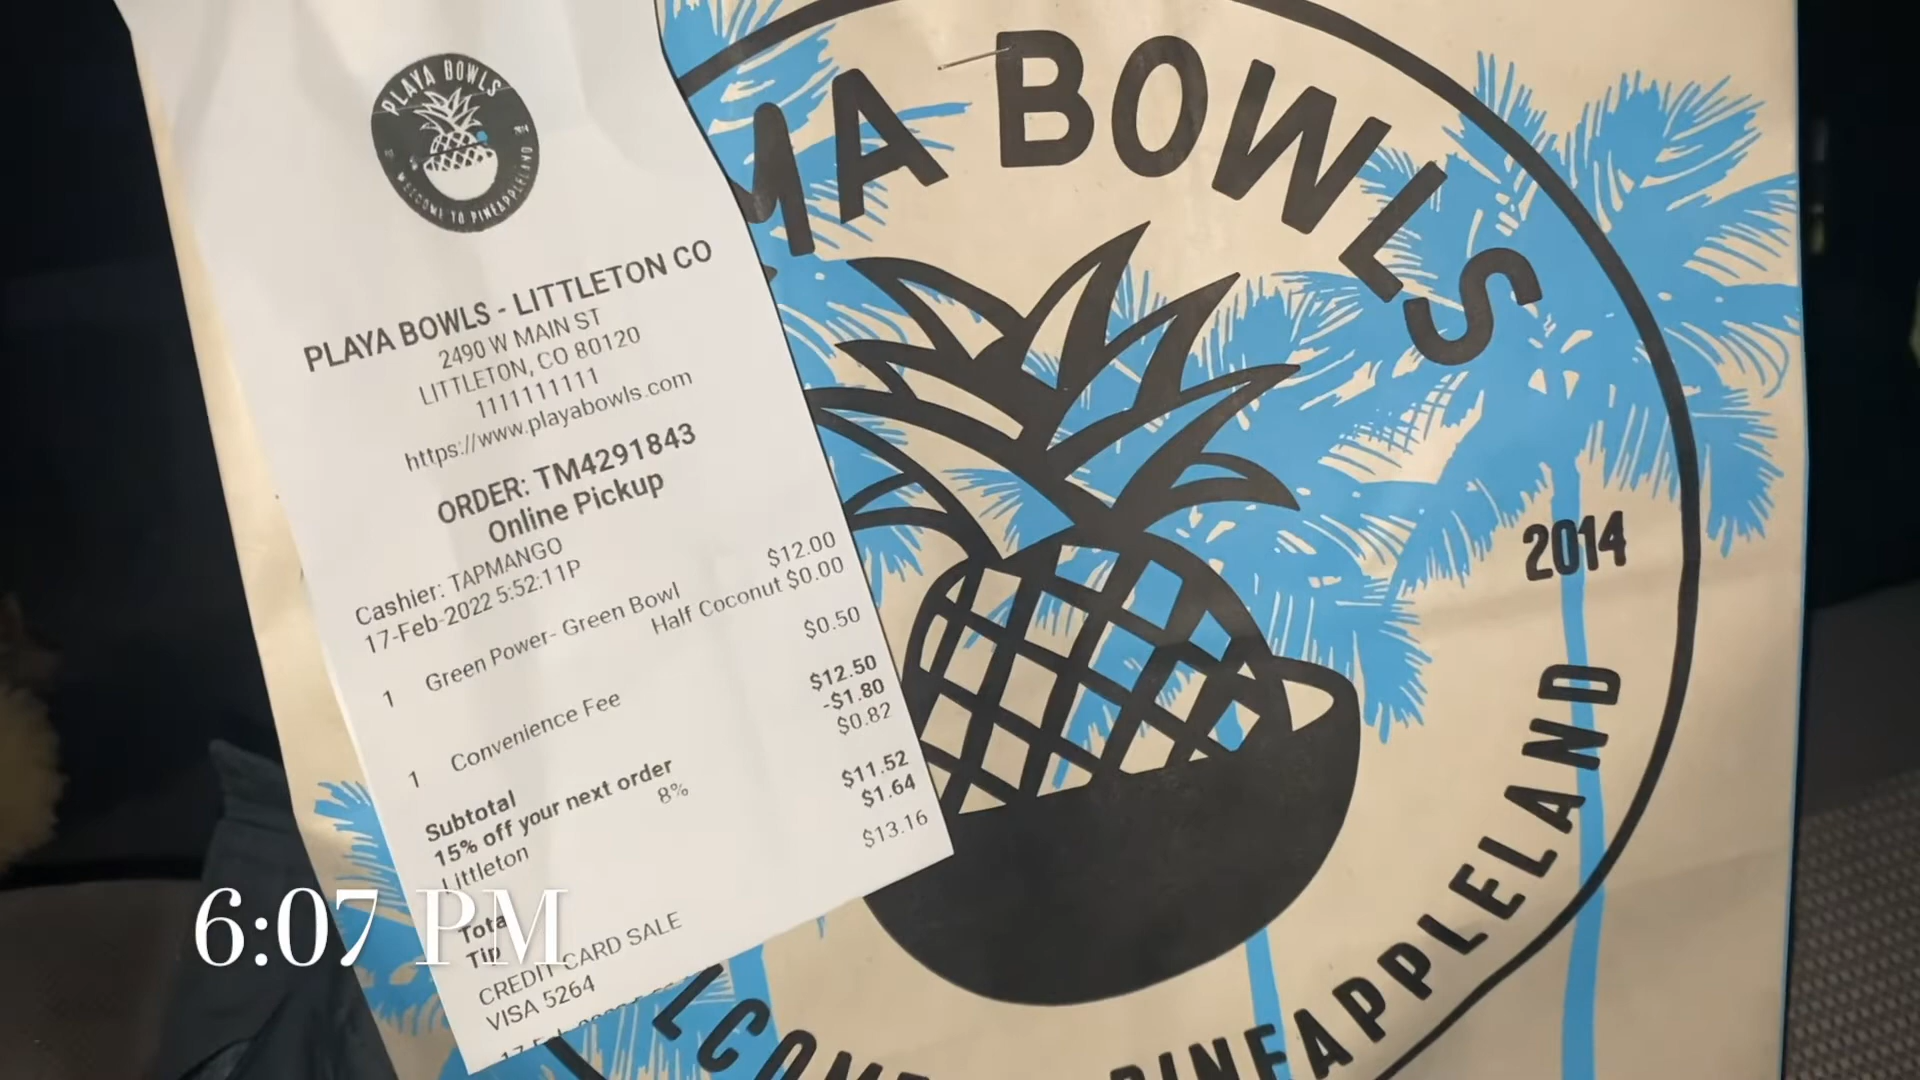 PLAYA BOWLS
WELCOME TO PINEAPPLELAND
PLAYA BOWLS - LITTLETON CO
2490 W MAIN ST
LITTLETON, CO 80120
1111111111
https://www.playabowls.com
ORDER: TM4291843
Online Pickup
Cashier: TAPMANGO
17-Feb-2022 5:52:11P
1 Green Power- Green Bowl $12.00
Half Coconut $0.00
1 Convenience Fee $0.50
Subtotal $12.50
15% off your next order -$1.80
Littleton 8% $0.82
Total $11.52
Tip $1.64
CREDIT CARD SALE $13.16
VISA 5264
6:07 PM
YA BOWLS
2014
LCOME PINEAPPLELAND